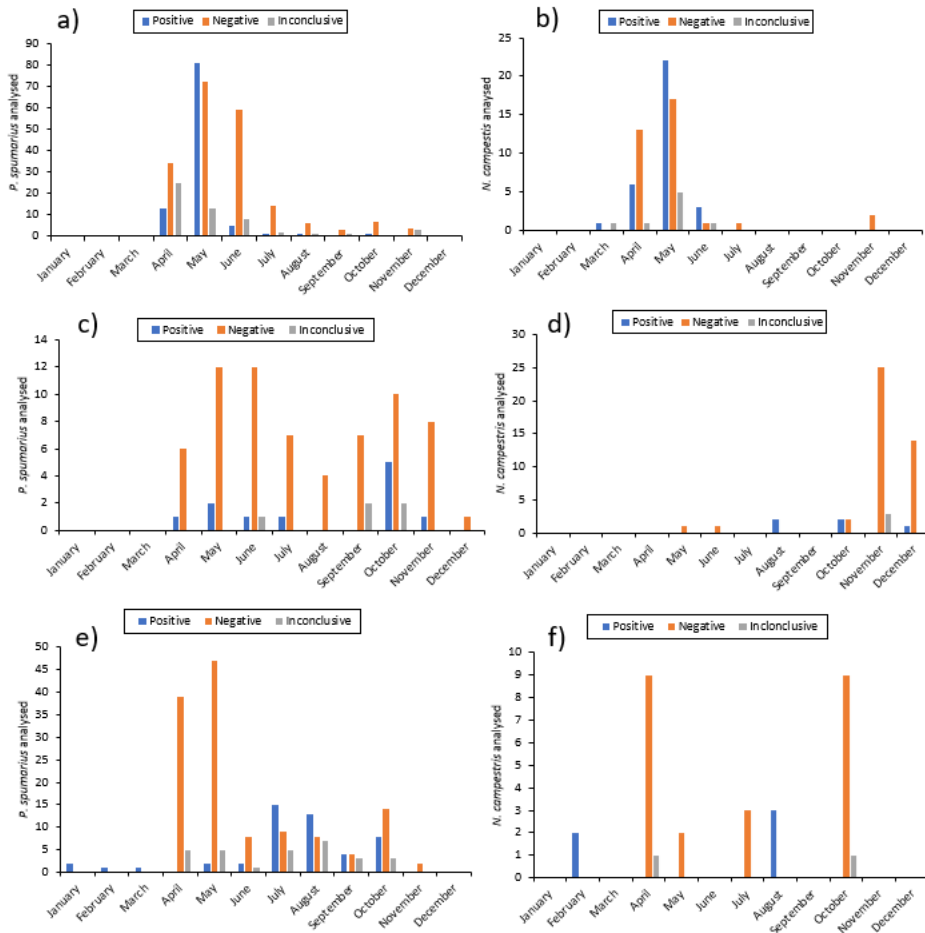 a)
Positive Negative Inconclusive
P. spumarius analysed
90
80
70
60
50
40
30
20
10
0
January February March April May June July August September October November December
b)
Positive Negative Inconclusive
N. campestis anaysed
25
20
15
10
5
0
January February March April May June July August September October November December
c)
Positive Negative Inconclusive
P. spumarius analysed
14
12
10
8
6
4
2
0
January February March April May June July August September October November December
d)
Positive Negative Inconclusive
N. campestris analysed
30
25
20
15
10
5
0
January February March April May June July August September October November December
e)
Positive Negative Inconclusive
P. spumarius analysed
50
45
40
35
30
25
20
15
10
5
0
January February March April May June July August September October November December
f)
Positive Negative Inclonclusive
N. campestris analysed
10
9
8
7
6
5
4
3
2
1
0
January February March April May June July August September October November December